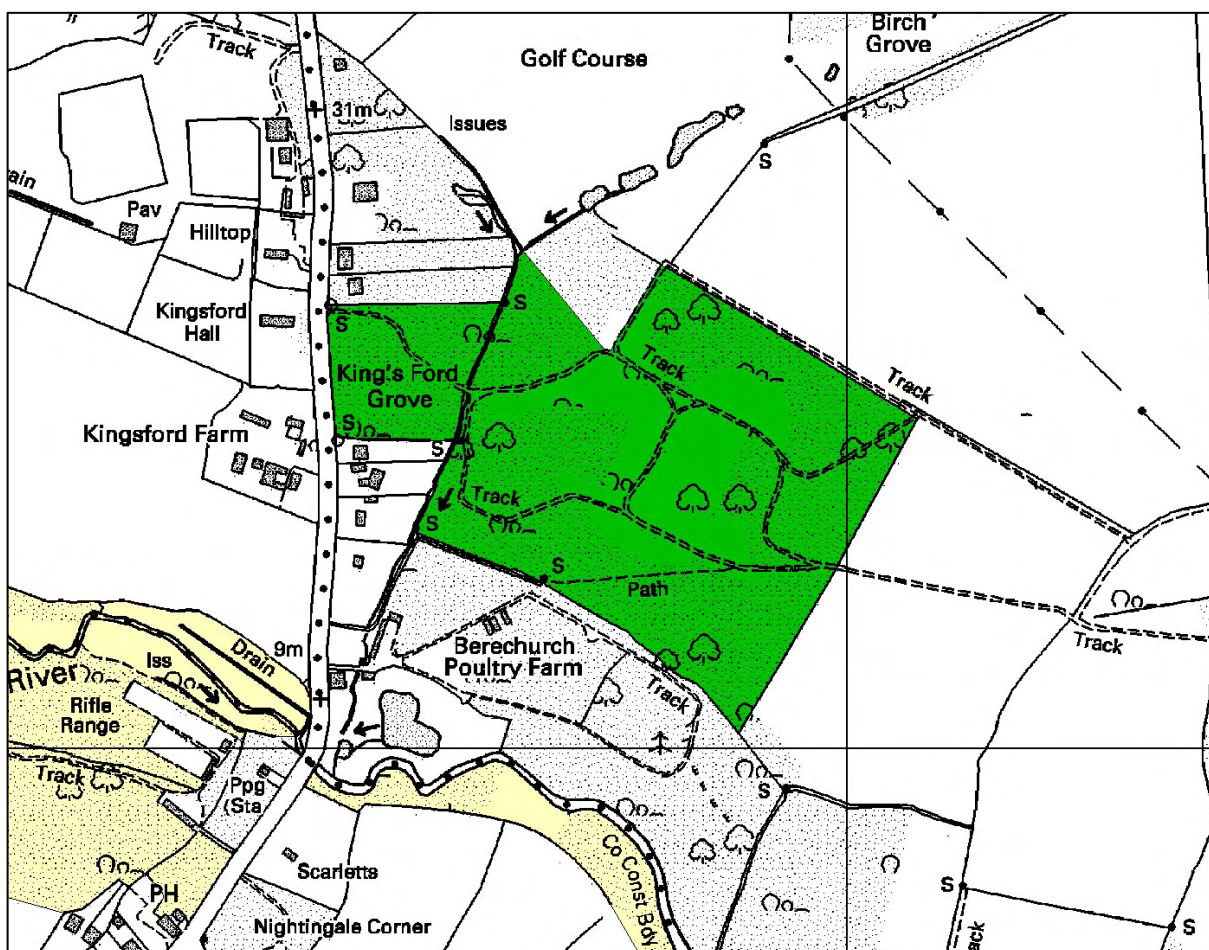 Track
Golf Course
Birch
Grove
31m
Issues
S
ain
Pav
Hilltop
Kingsford
Hall
S
S
King's Ford
Grove
Track
Track
Kingsford Farm
S
S
Track
S
S
Path
Berechurch
Poultry Farm
Track
Track
9m
Drain
Iss
River
Rifle
Range
Track
Ppg
Sta
S
Scarletts
Co Const Bdy
PH
Nightingale Corner
S
S
Track